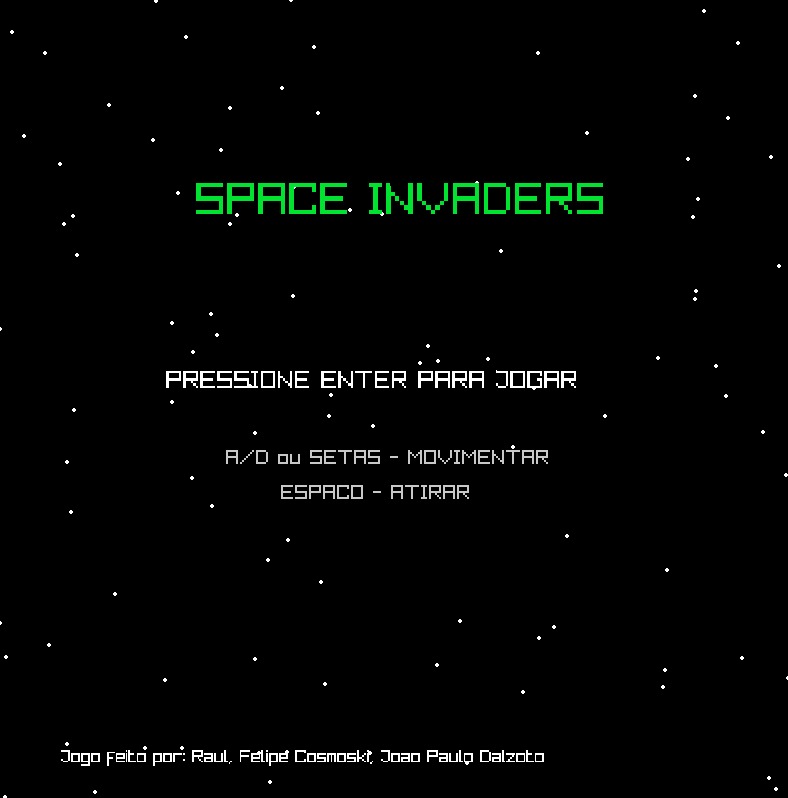 SPACE INVADERS
PRESSIONE ENTER PARA JOGAR
A/D ou SETAS - MOVIMENTAR
ESPACO - ATIRAR
Jogo feito por: Raul, Felipe Cosmoski, Joao Paulo Dalzoto